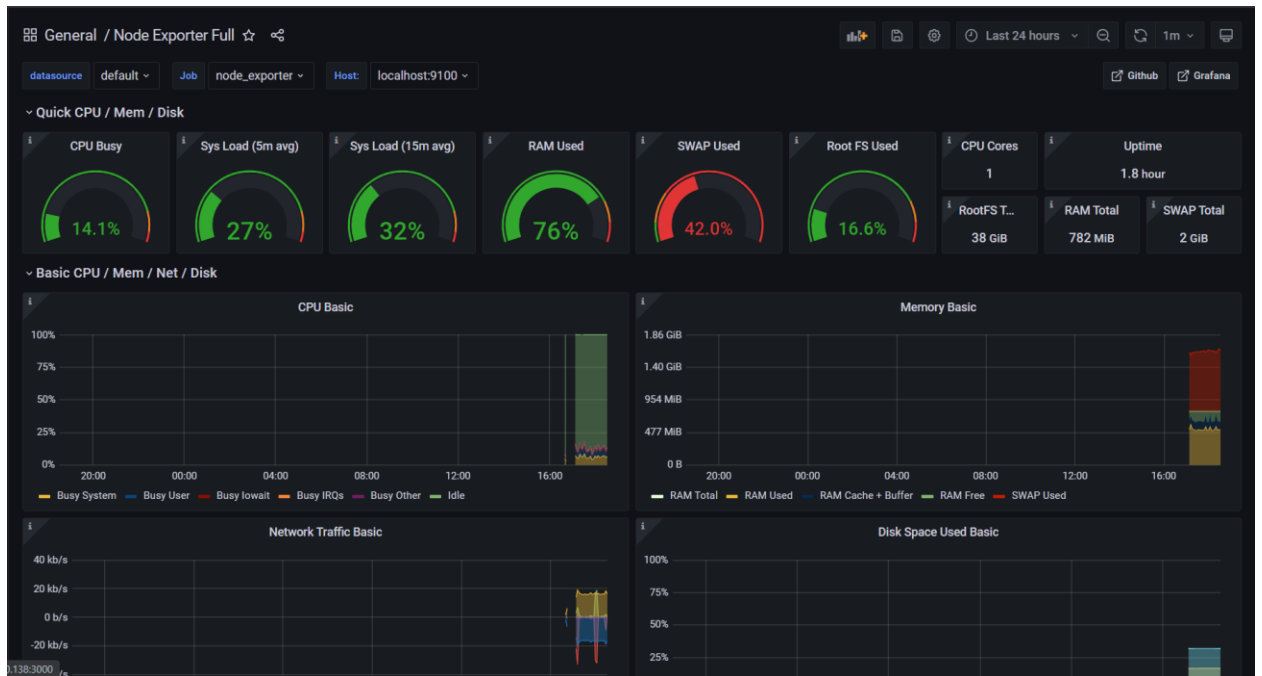 General / Node Exporter Full
Last 24 hours
1m
datasource default Job node_exporter Host: localhost:9100
Github Grafana
Quick CPU / Mem / Disk
CPU Busy
14.1%
Sys Load (5m avg)
27%
Sys Load (15m avg)
32%
RAM Used
76%
SWAP Used
42.0%
Root FS Used
16.6%
CPU Cores
1
Uptime
1.8 hour
RootFS T...
38 GiB
RAM Total
782 MiB
SWAP Total
2 GiB
Basic CPU / Mem / Net / Disk
CPU Basic
100%
75%
50%
25%
0%
20:00 00:00 04:00 08:00 12:00 16:00
Busy System Busy User Busy Iowait Busy IRQs Busy Other Idle
Memory Basic
1.86 GiB
1.40 GiB
954 MiB
477 MiB
0 B
20:00 00:00 04:00 08:00 12:00 16:00
RAM Total RAM Used RAM Cache + Buffer RAM Free SWAP Used
Network Traffic Basic
40 kb/s
20 kb/s
0 b/s
-20 kb/s
Disk Space Used Basic
100%
75%
50%
25%
0.138:3000